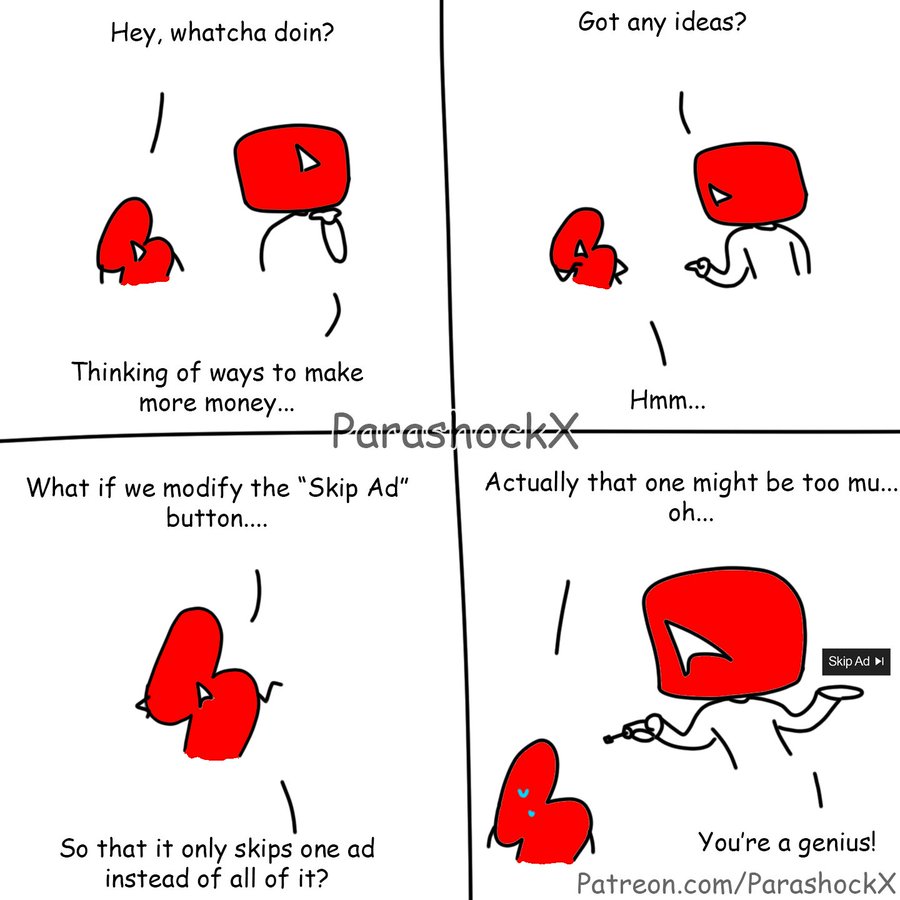 Hey, whatcha doin?
Thinking of ways to make
more money...
Got any ideas?
Hmm...
ParashockX
What if we modify the “Skip Ad”
button....
So that it only skips one ad
instead of all of it?
Actually that one might be too mu...
oh...
Skip Ad
You're a genius!
Patreon.com/ParashockX